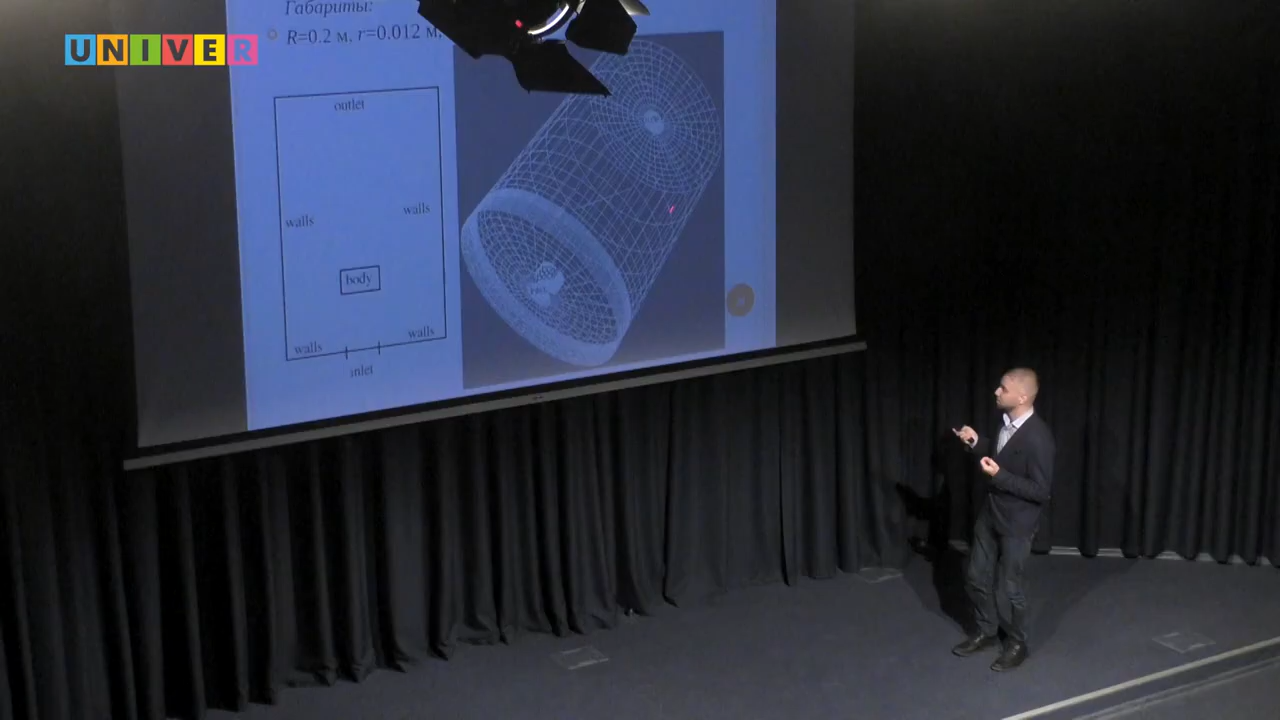 UNIVER
Габариты:
R=0.2 м, r=0.012 м,
outlet
walls
walls
body
walls
walls
inlet